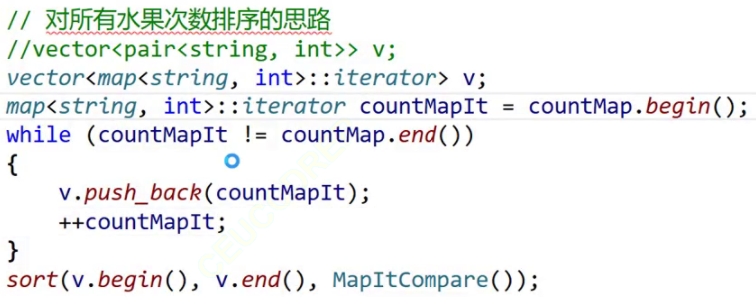 // 对所有水果次数排序的思路
//vector<pair<string, int>> v;
vector<map<string, int>::iterator> v;
map<string, int>::iterator countMapIt = countMap.begin();
while (countMapIt != countMap.end())
{
    v.push_back(countMapIt);
    ++countMapIt;
}
sort(v.begin(), v.end(), MapItCompare());